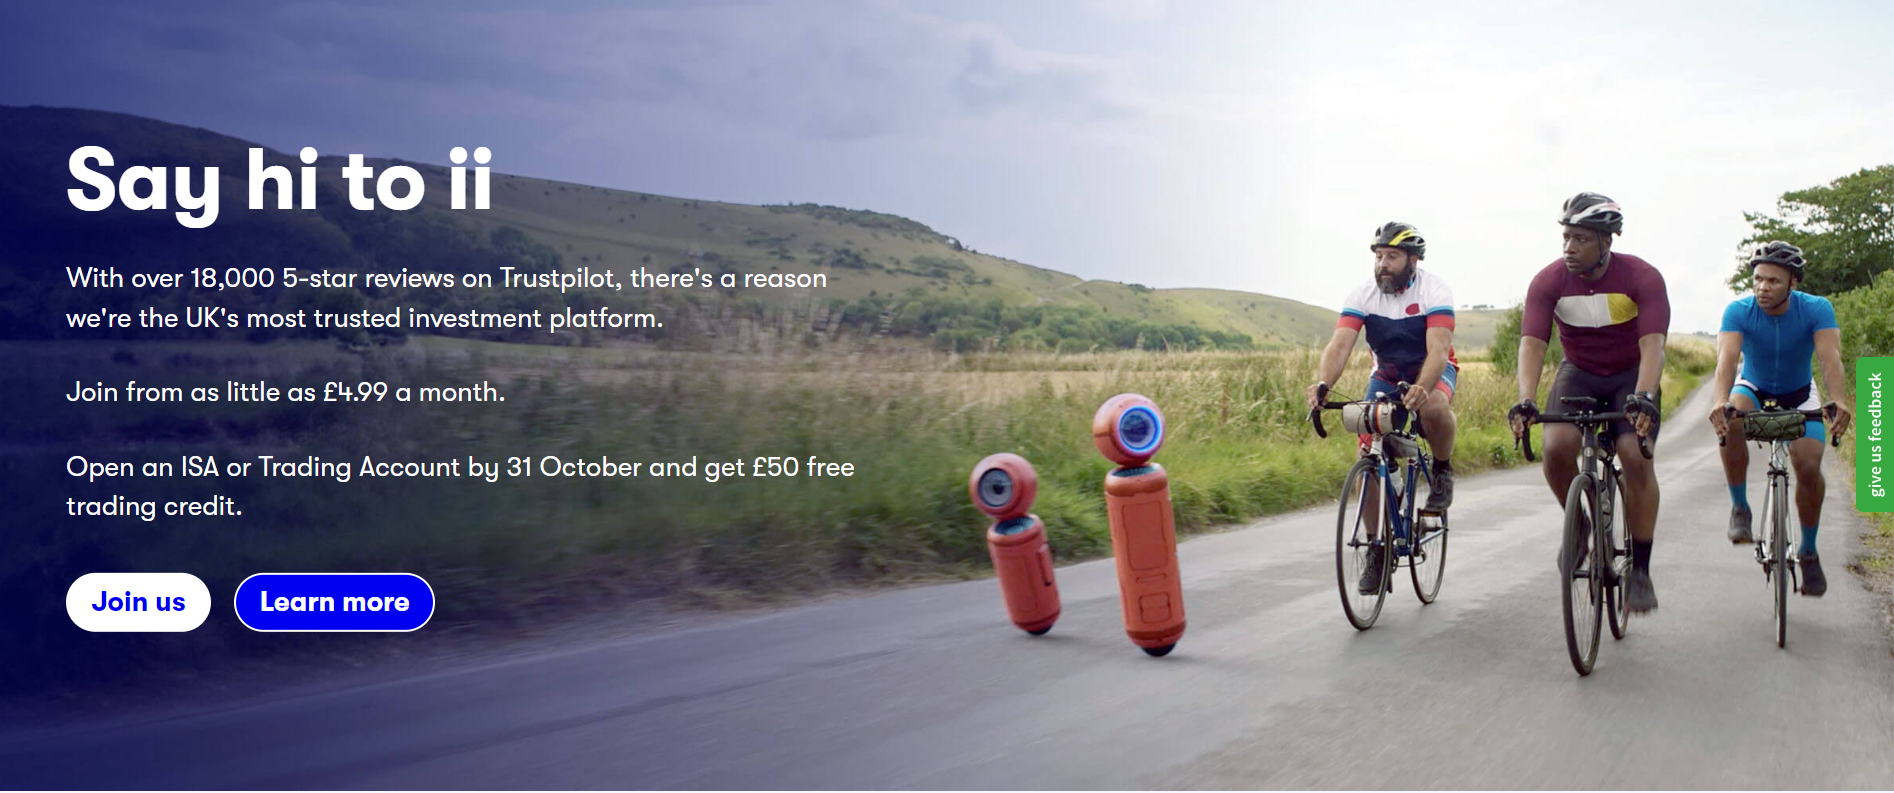 Say hi to ii
With over 18,000 5-star reviews on Trustpilot, there's a reason
we're the UK's most trusted investment platform.
Join from as little as £4.99 a month.
Open an ISA or Trading Account by 31 October and get £50 free
trading credit.
Join us
Learn more
give us feedback